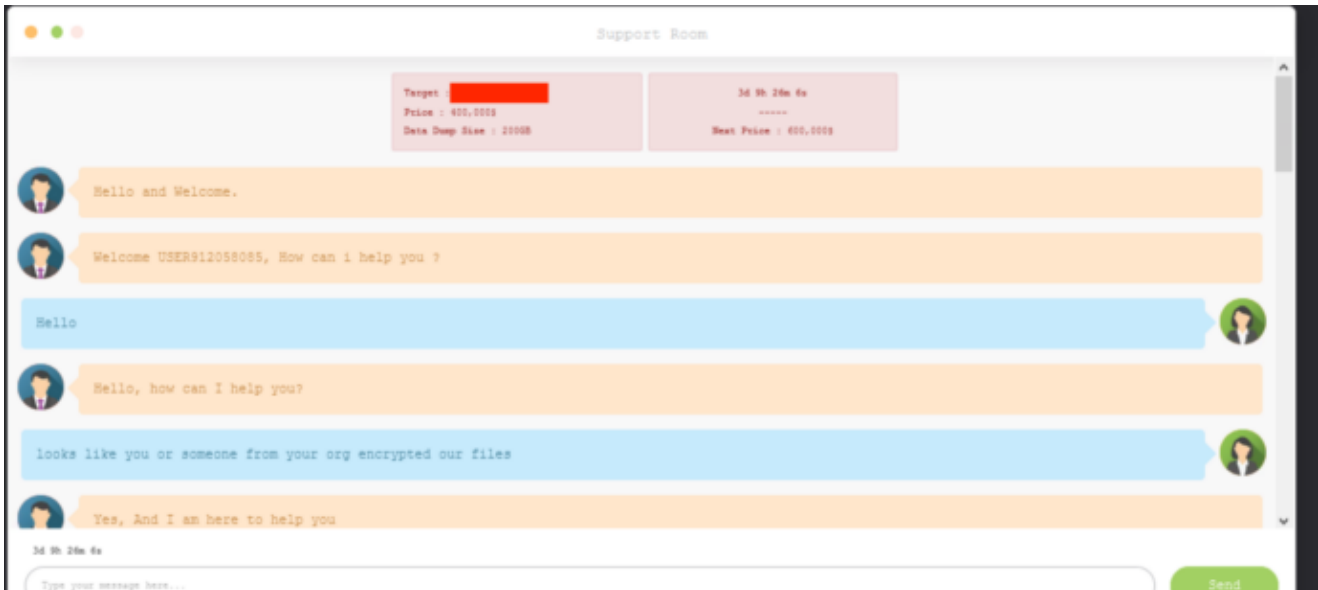 Support Room
Target :
Price : 400,000$
Data Dump Size : 200GB
3d 9h 26m 6s
-----
Next Price : 600,000$
Hello and Welcome.
Welcome USER912058085, How can i help you ?
Hello
Hello, how can I help you?
looks like you or someone from your org encrypted our files
Yes, And I am here to help you
3d 9h 26m 6s
Type your message here...
Send